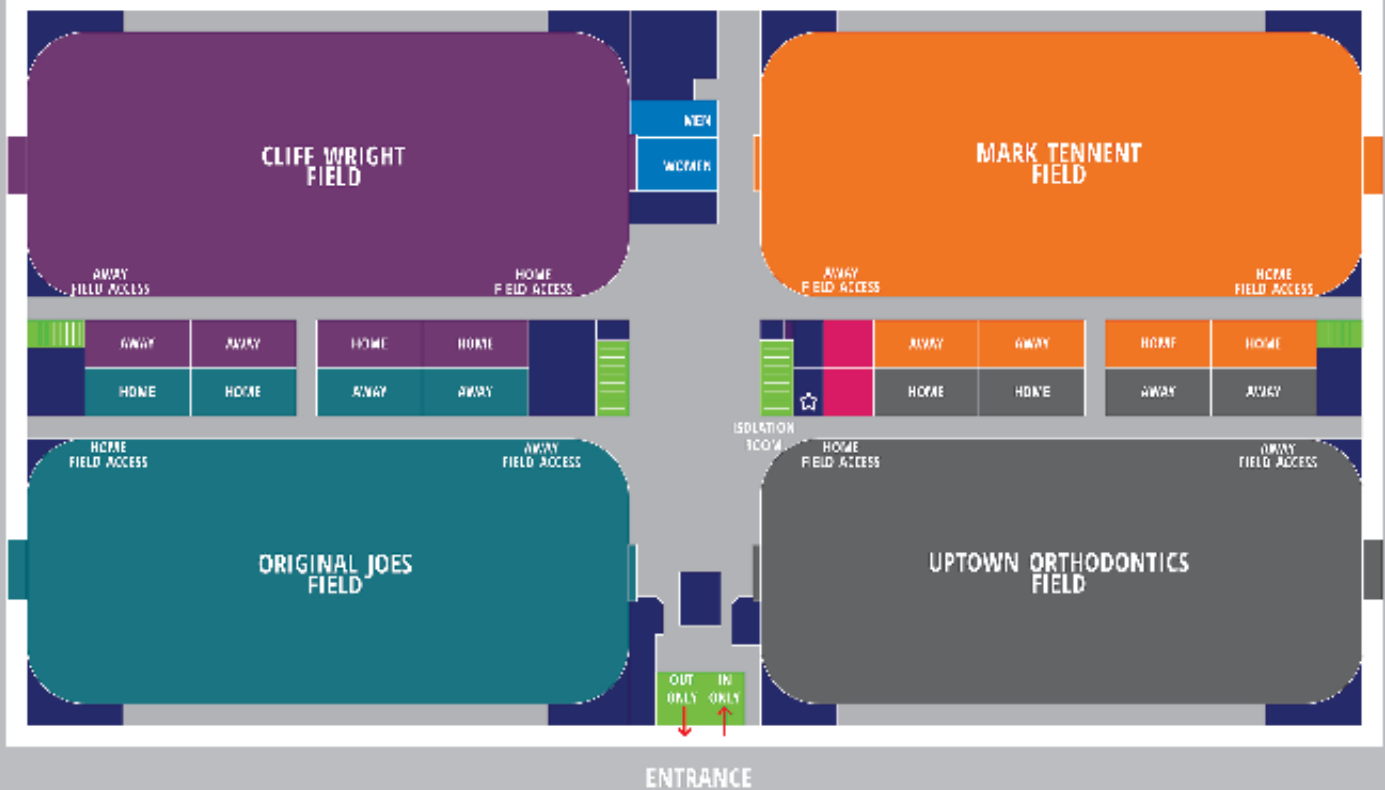 MEN
WOMEN
CLIFF WRIGHT
FIELD
MARK TENNENT
FIELD
AWAY
FIELD ACCESS
HOME
FIELD ACCESS
AWAY
FIELD ACCESS
HOME
FIELD ACCESS
AWAY AWAY HOME HOME
AWAY AWAY HOME HOME
HOME HOME AWAY AWAY
HOME HOME AWAY AWAY
ISOLATION
ROOM
HOME
FIELD ACCESS
AWAY
FIELD ACCESS
HOME
FIELD ACCESS
AWAY
FIELD ACCESS
ORIGINAL JOES
FIELD
UPTOWN ORTHODONTICS
FIELD
OUT
ONLY
IN
ONLY
ENTRANCE